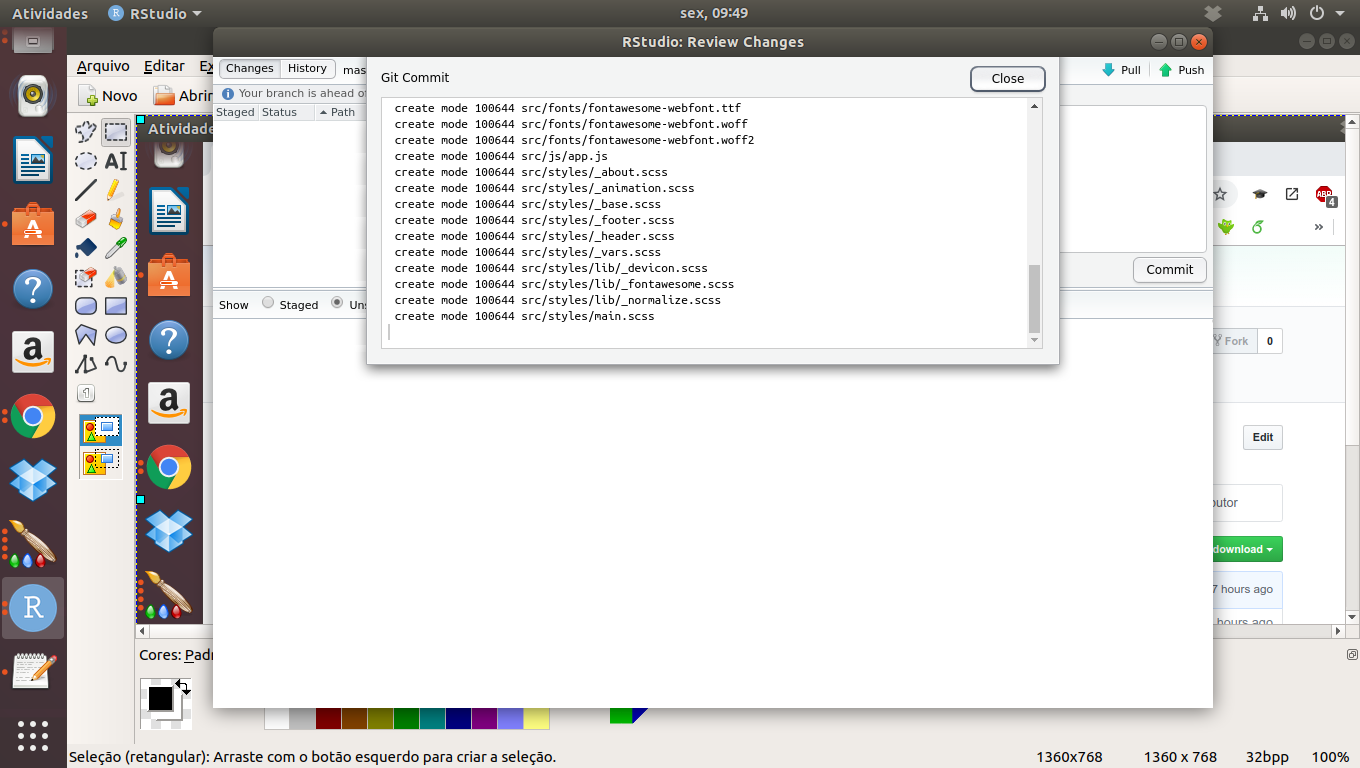 Atividades RStudio sex, 09:49
RStudio: Review Changes
Arquivo Editar
Changes History
Git Commit
Close
Pull Push
Novo
Your branch is ahead of
Staged Status Path
Atividade
create mode 100644 src/fonts/fontawesome-webfont.ttf
create mode 100644 src/fonts/fontawesome-webfont.woff
create mode 100644 src/fonts/fontawesome-webfont.woff2
create mode 100644 src/js/app.js
create mode 100644 src/styles/_about.scss
create mode 100644 src/styles/_animation.scss
create mode 100644 src/styles/_base.scss
create mode 100644 src/styles/_footer.scss
create mode 100644 src/styles/_header.scss
create mode 100644 src/styles/_vars.scss
create mode 100644 src/styles/lib/_devicon.scss
create mode 100644 src/styles/lib/_fontawesome.scss
create mode 100644 src/styles/lib/_normalize.scss
create mode 100644 src/styles/main.scss
ABP
4
»
Commit
Show Staged Uns
Fork 0
Edit
butor
download
7 hours ago
hours ago
Cores: Padr
Seleção (retangular): Arraste com o botão esquerdo para criar a seleção.
1360x768 1360 x 768 32bpp 100%